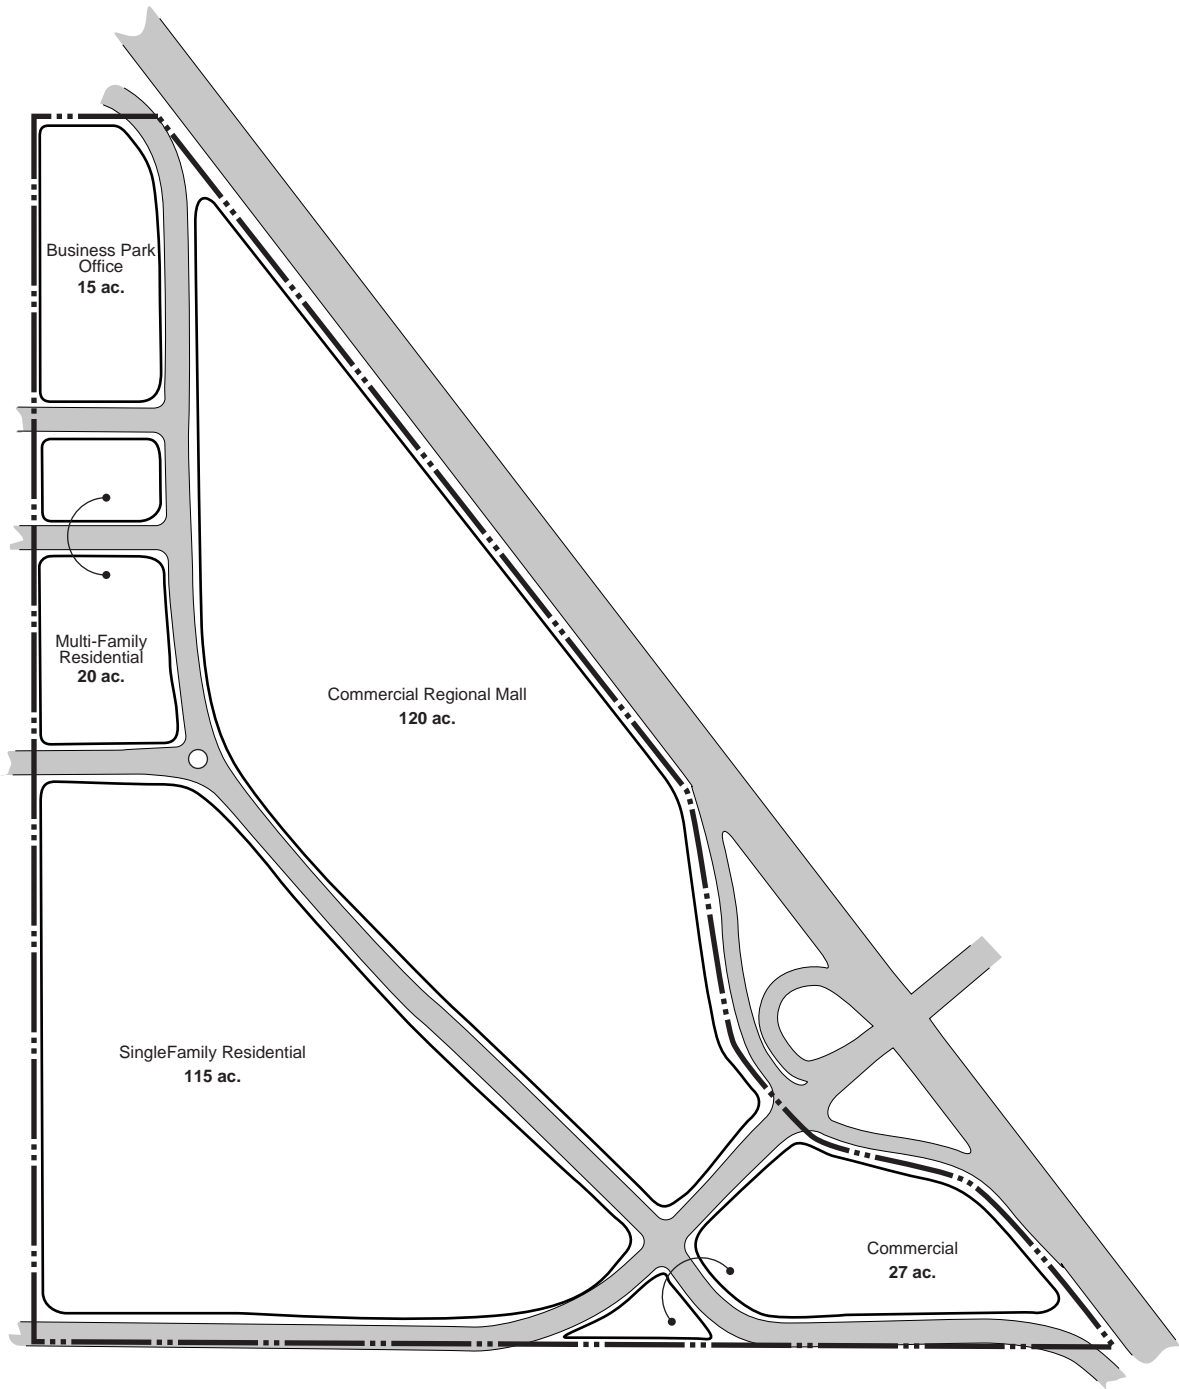 Business Park
Office
15 ac.
Multi-Family
Residential
20 ac.
Commercial Regional Mall
120 ac.
SingleFamily Residential
115 ac.
Commercial
27 ac.